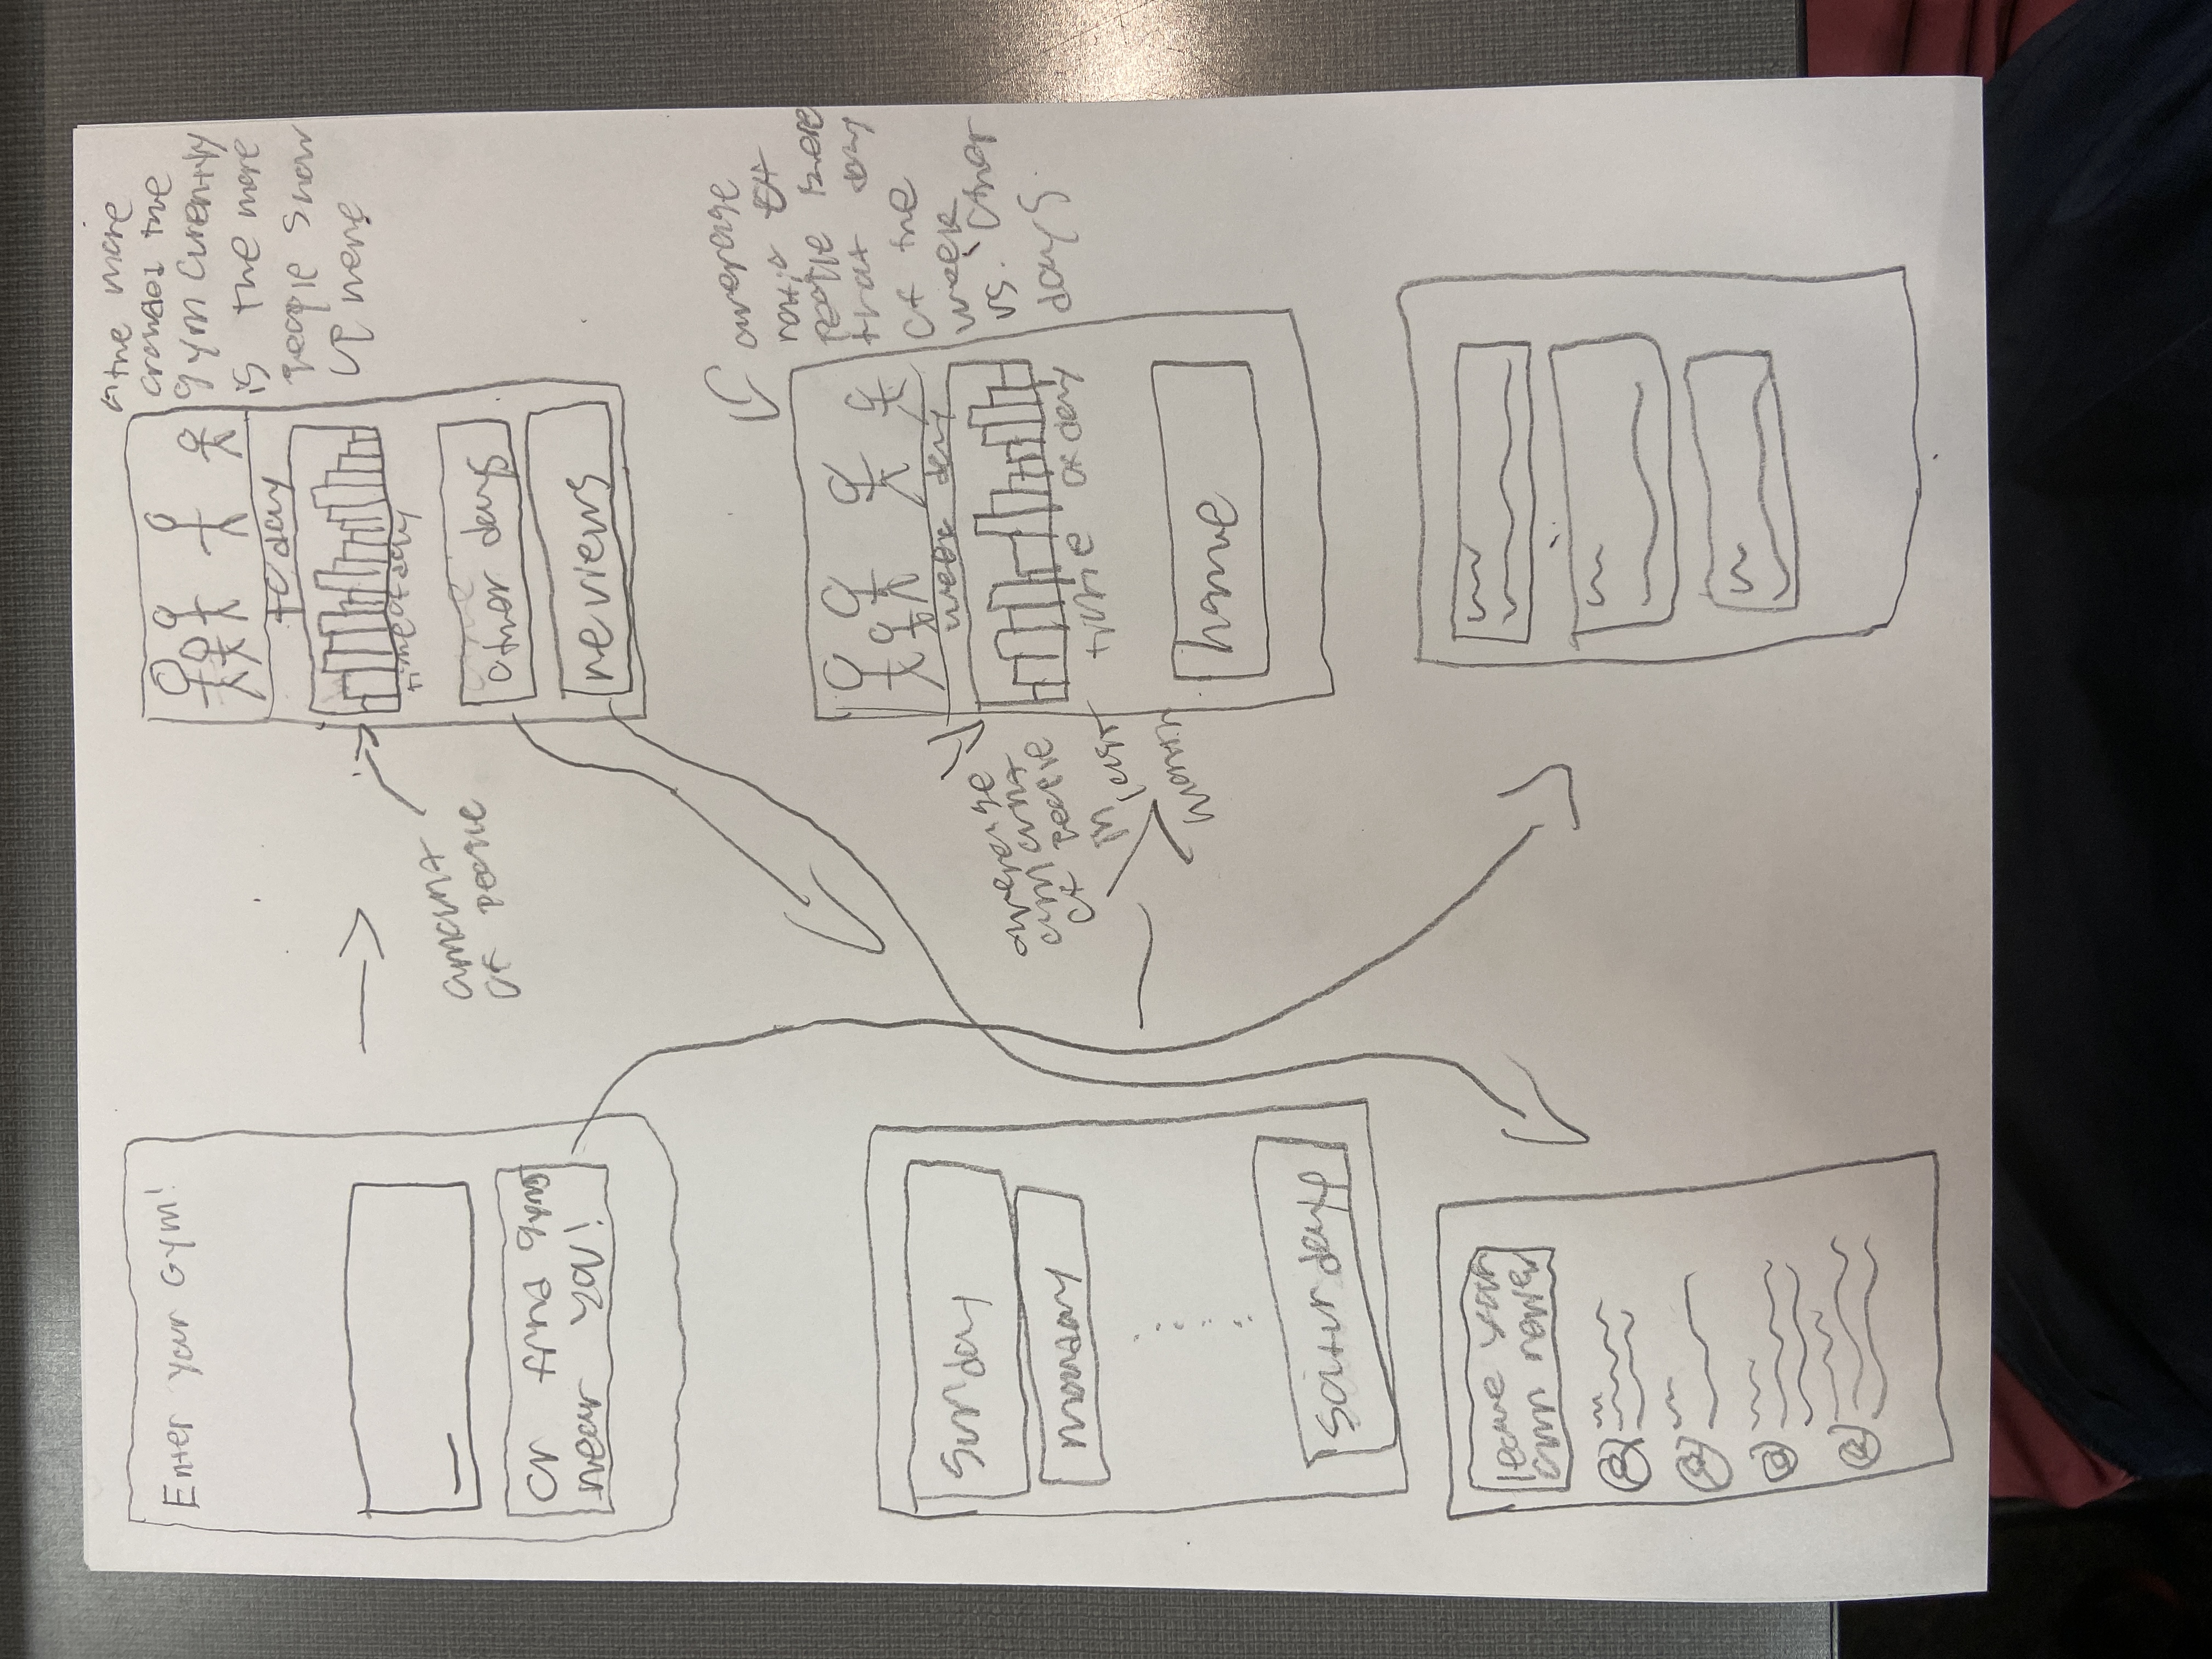 Enter your Gym!
or find gyms
near you!
amount
of people
today
time of day
other days
reviews
the more
crowded the
gym curently
is the more
people show
up here
Sunday
monday
Saturday
average
amount
of people
in
last
month
week day
time of day
home
average
ratio of
people there
that day
of the
week
vs. other
days.
leave your
own review